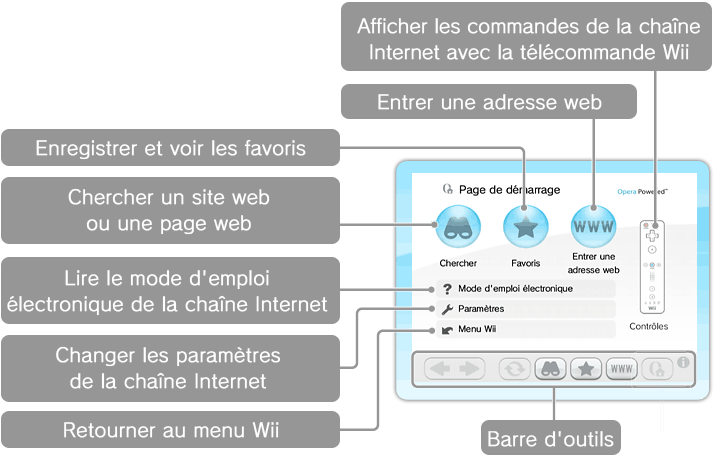 Afficher les commandes de la chaîne
Internet avec la télécommande Wii
Entrer une adresse web
Enregistrer et voir les favoris
Chercher un site web
ou une page web
Lire le mode d'emploi
électronique de la chaîne Internet
Changer les paramètres
de la chaîne Internet
Retourner au menu Wii
Page de démarrage
Opera Powered™
WWW
Chercher
Favoris
Entrer une
adresse web
? Mode d'emploi électronique
Paramètres
Menu Wii
Wii
Contrôles
WWW
i
Barre d'outils